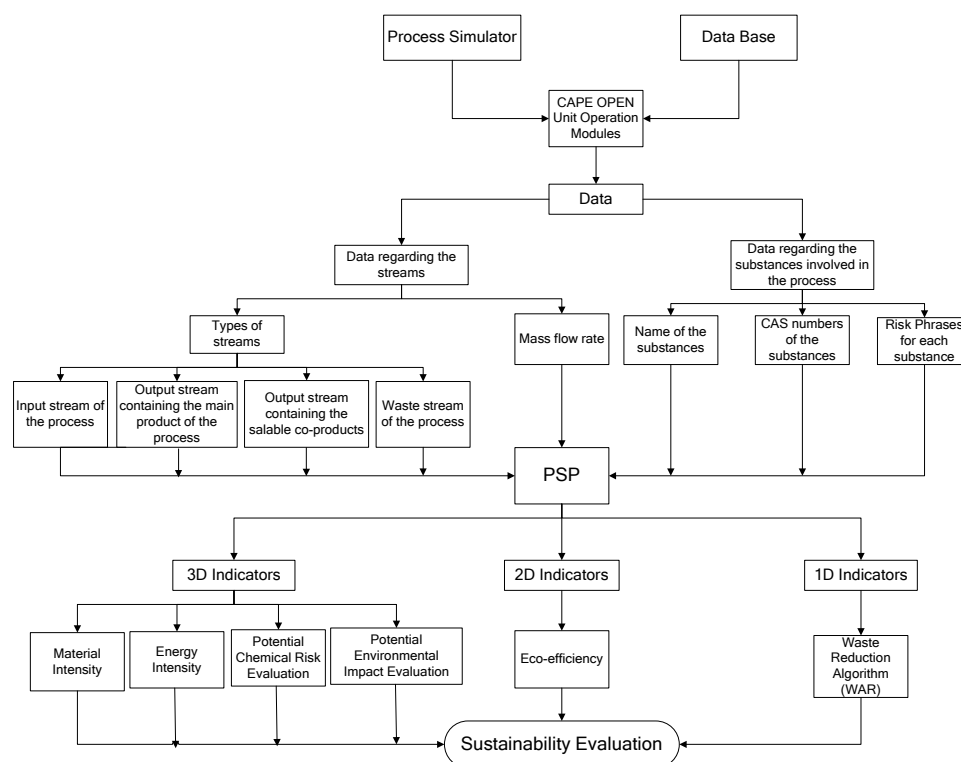 Process Simulator
Data Base
CAPE OPEN
Unit Operation
Modules
Data
Data regarding the
streams
Data regarding the
substances involved in
the process
Types of
streams
Mass flow rate
Name of the
substances
CAS numbers
of the
substances
Risk Phrases
for each
substance
Input stream of
the process
Output stream
containing the main
product of the
process
Output stream
containing the
salable co-products
Waste stream
of the process
PSP
3D Indicators
2D Indicators
1D Indicators
Material
Intensity
Energy
Intensity
Potential
Chemical Risk
Evaluation
Potential
Environmental
Impact Evaluation
Eco-efficiency
Waste
Reduction
Algorithm
(WAR)
Sustainability Evaluation